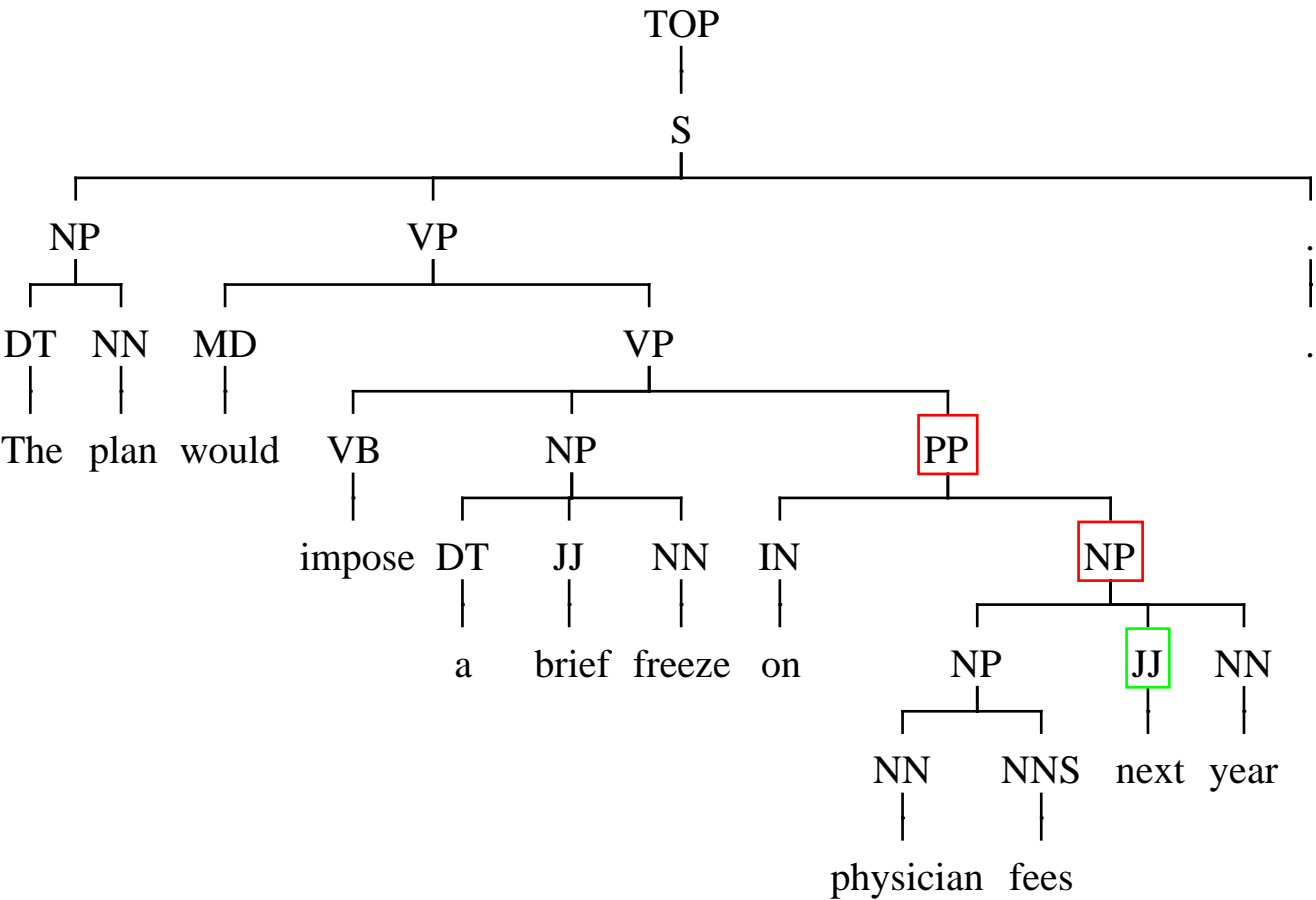 TOP
S
NP VP .
DT NN MD VP .
The plan would VB NP PP
impose DT JJ NN IN NP
a brief freeze on NP JJ NN
NN NNS next year
physician fees